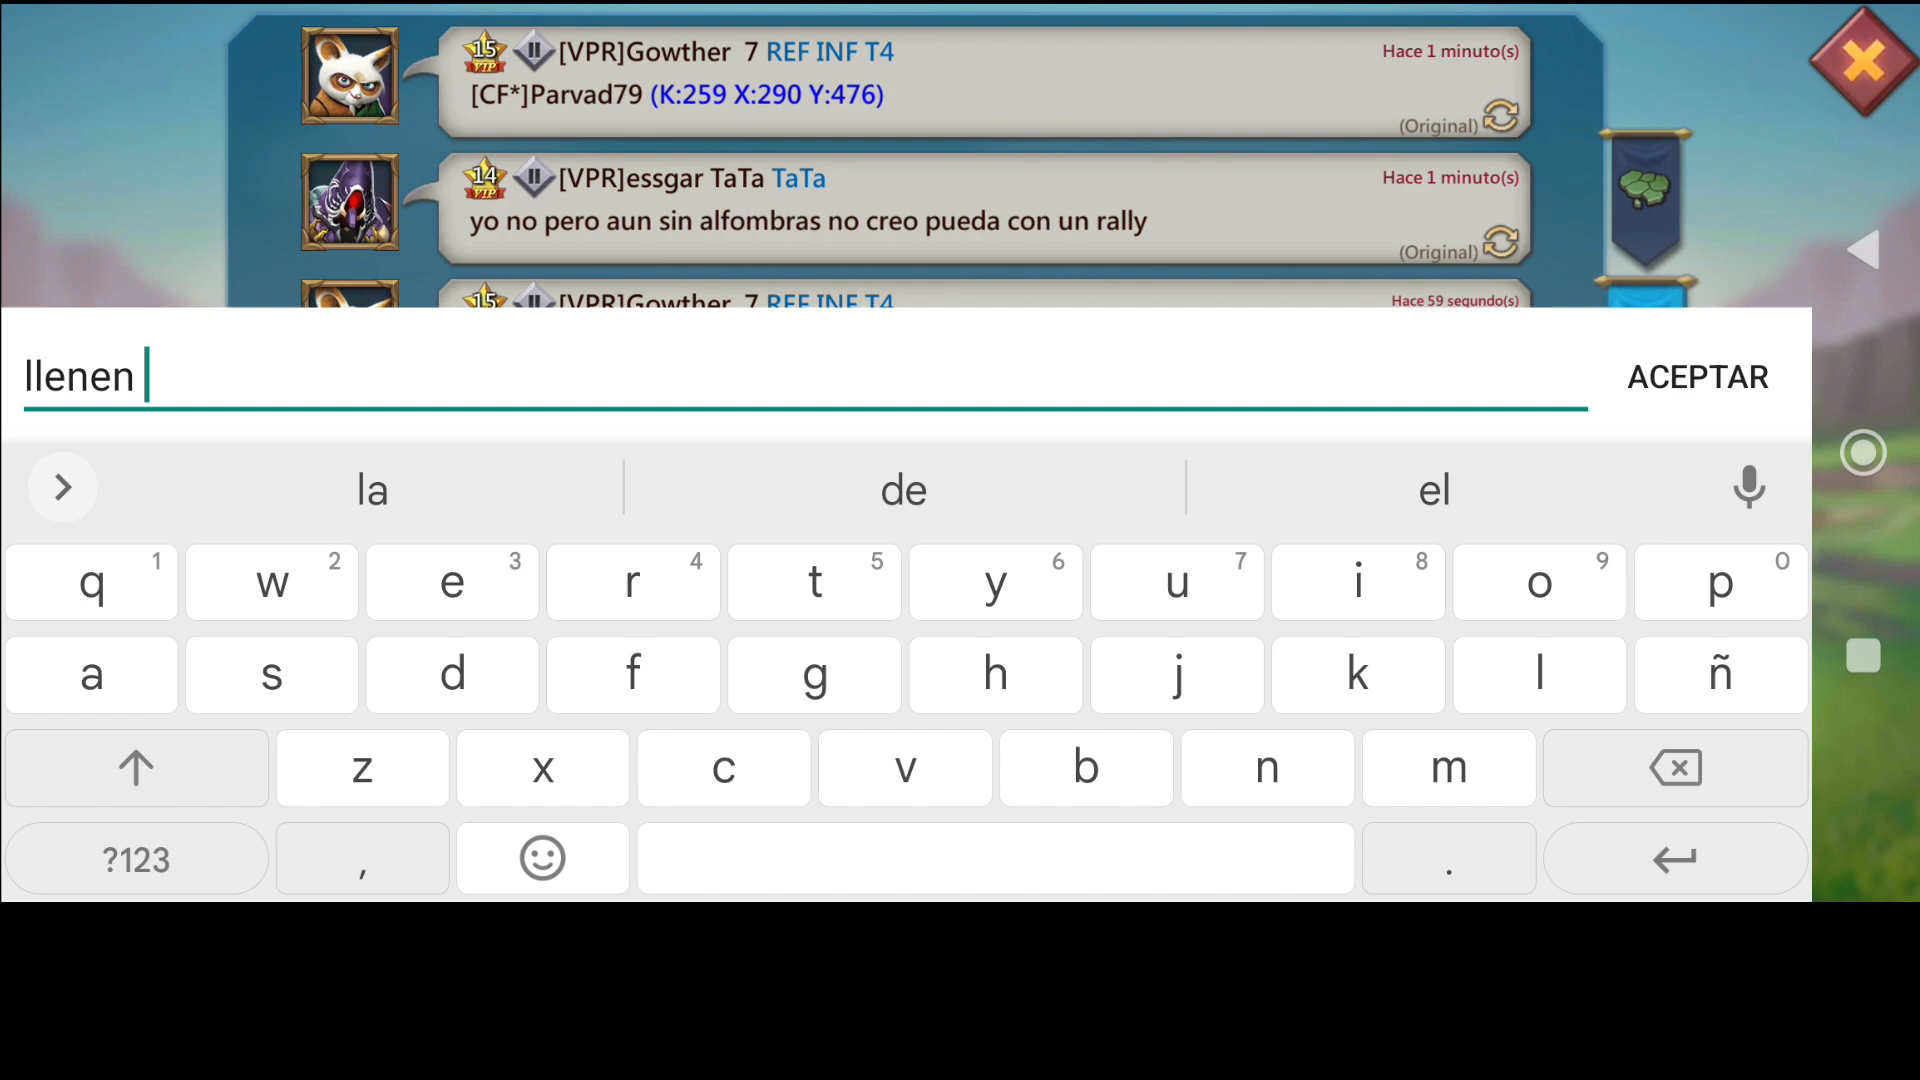 15 VIP II [VPR]Gowther 7 REF INF T4 Hace 1 minuto(s)
[CF*]Parvad79 (K:259 X:290 Y:476)
(Original)
14 VIP II [VPR]essgar TaTa TaTa Hace 1 minuto(s)
yo no pero aun sin alfombras no creo pueda con un rally
(Original)
15 II [VPR]Gowther 7 REF INF T4 Hace 59 segundo(s)
llenen ACEPTAR
la de el
q 1 w 2 e 3 r 4 t 5 y 6 u 7 i 8 o 9 p 0
a s d f g h j k l ñ
z x c v b n m
?123 , .